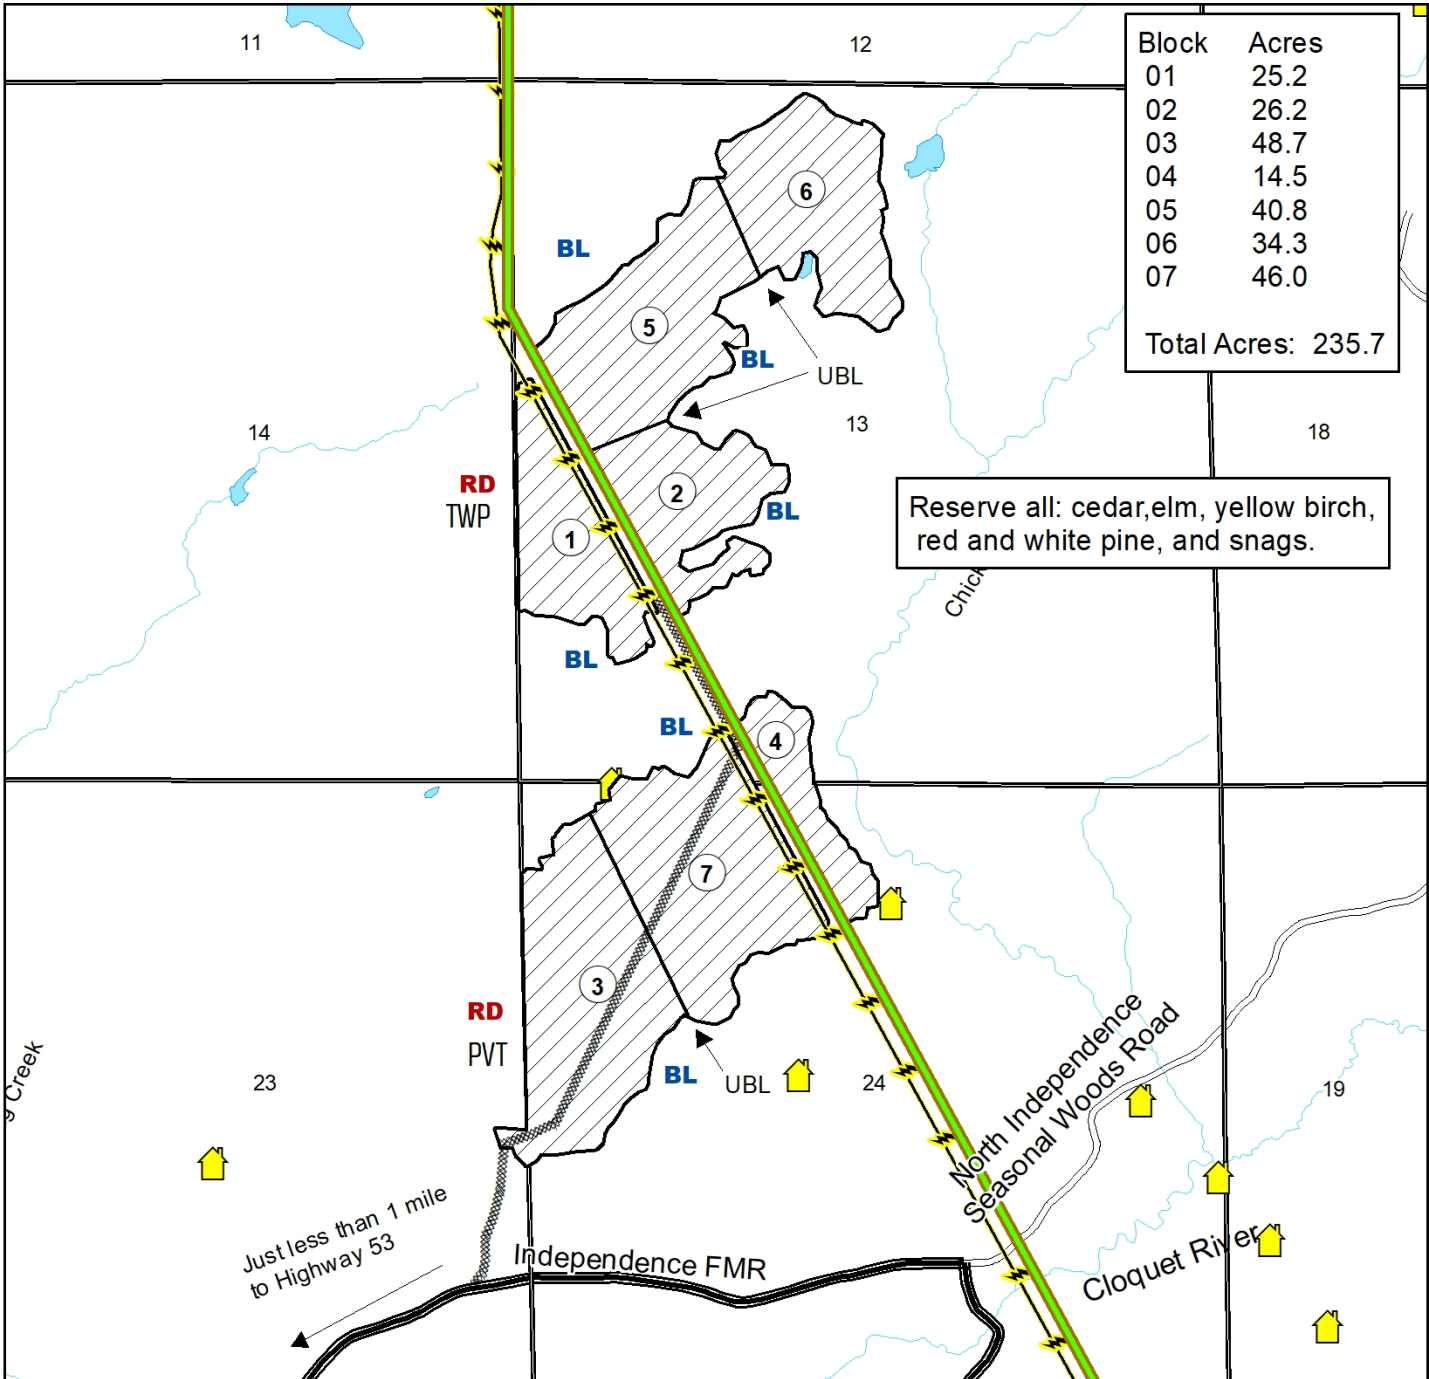 11
12
Block Acres
01 25.2
02 26.2
03 48.7
04 14.5
05 40.8
06 34.3
07 46.0
Total Acres: 235.7
6
BL
5
BL
UBL
14
13
18
RD
TWP
2
BL
1
Reserve all: cedar,elm, yellow birch,
red and white pine, and snags.
Chick
BL
BL
4
7
3
RD
PVT
BL
UBL
23
24
19
g Creek
North Independence
Seasonal Woods Road
Just less than 1 mile
to Highway 53
Independence FMR
Cloquet River